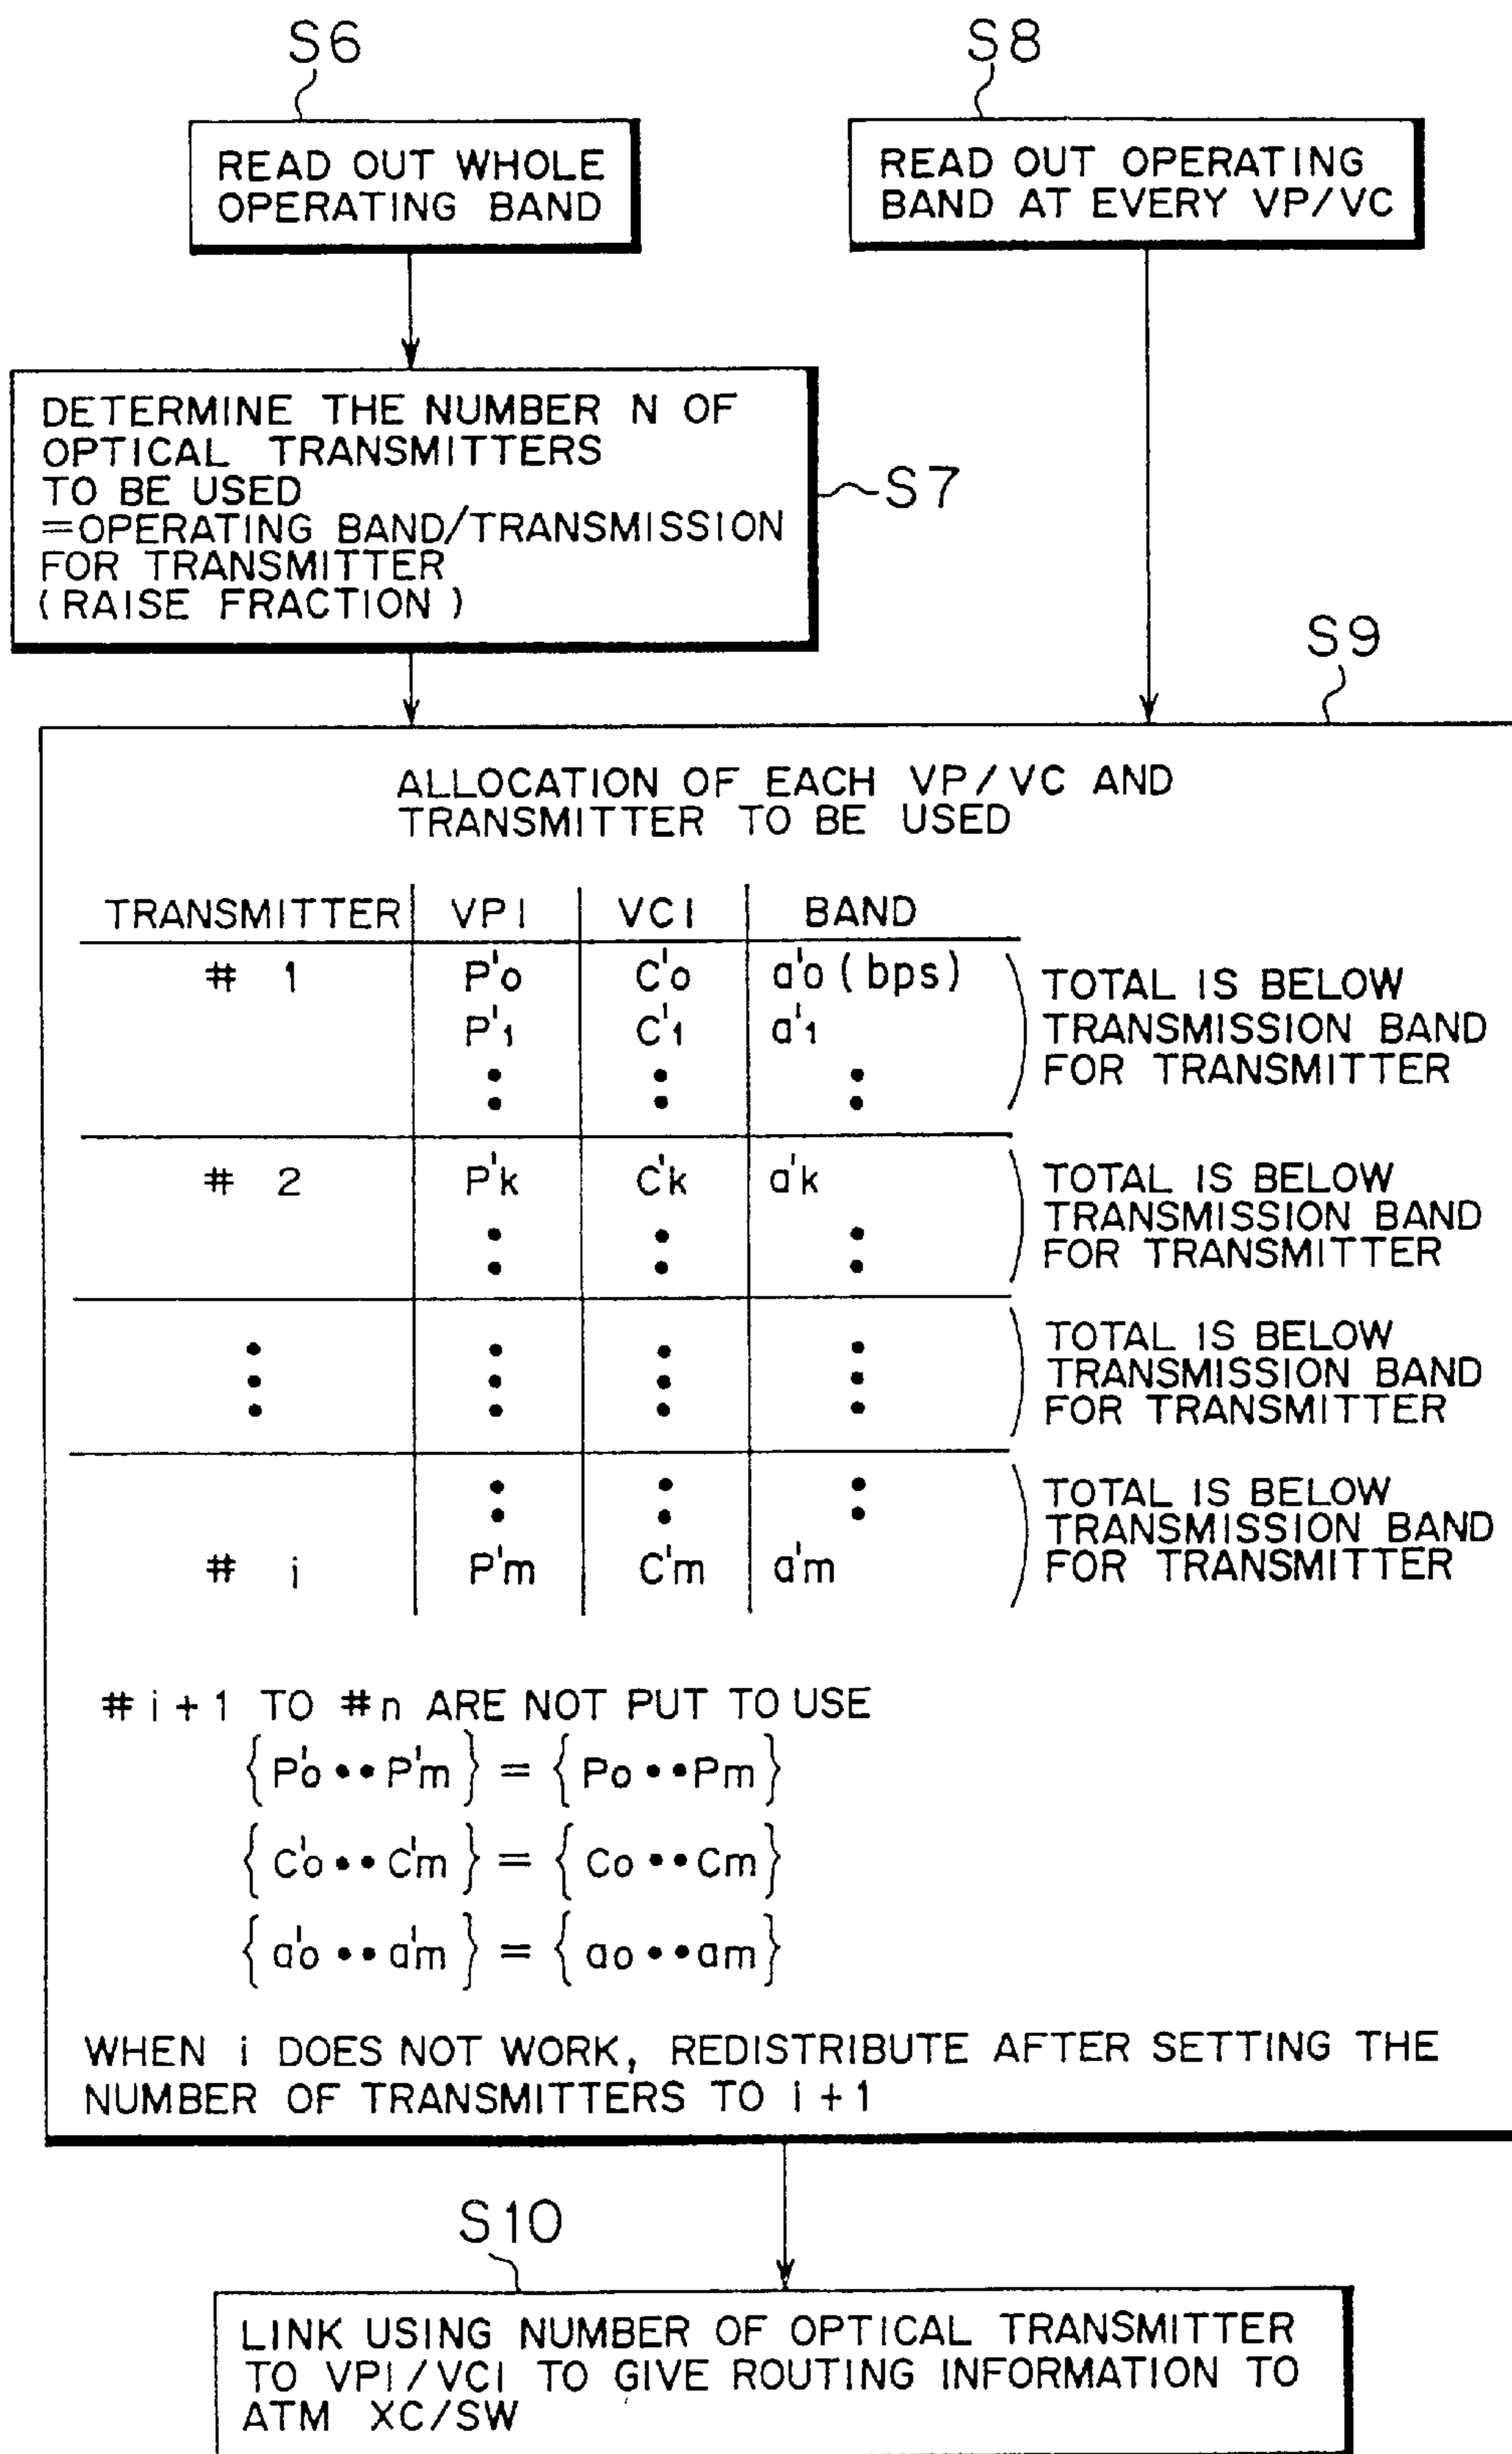 S6
S8
READ OUT WHOLE
OPERATING BAND
READ OUT OPERATING
BAND AT EVERY VP/VC
DETERMINE THE NUMBER N OF
OPTICAL TRANSMITTERS
TO BE USED
=OPERATING BAND/TRANSMISSION
FOR TRANSMITTER
(RAISE FRACTION)
S7
S9
ALLOCATION OF EACH VP/VC AND
TRANSMITTER TO BE USED
TRANSMITTER VPI VCI BAND
# 1 P'o C'o a'o (bps)
P'1 C'1 a'1
TOTAL IS BELOW
TRANSMISSION BAND
FOR TRANSMITTER
# 2 P'k C'k a'k
TOTAL IS BELOW
TRANSMISSION BAND
FOR TRANSMITTER
TOTAL IS BELOW
TRANSMISSION BAND
FOR TRANSMITTER
TOTAL IS BELOW
TRANSMISSION BAND
FOR TRANSMITTER
# i P'm C'm a'm
# i + 1 TO #n ARE NOT PUT TO USE
{P'o •• P'm} = {Po •• Pm}
{C'o •• C'm} = {Co •• Cm}
{a'o •• a'm} = {ao •• am}
WHEN i DOES NOT WORK, REDISTRIBUTE AFTER SETTING THE
NUMBER OF TRANSMITTERS TO i + 1
S10
LINK USING NUMBER OF OPTICAL TRANSMITTER
TO VPI/VCI TO GIVE ROUTING INFORMATION TO
ATM XC/SW